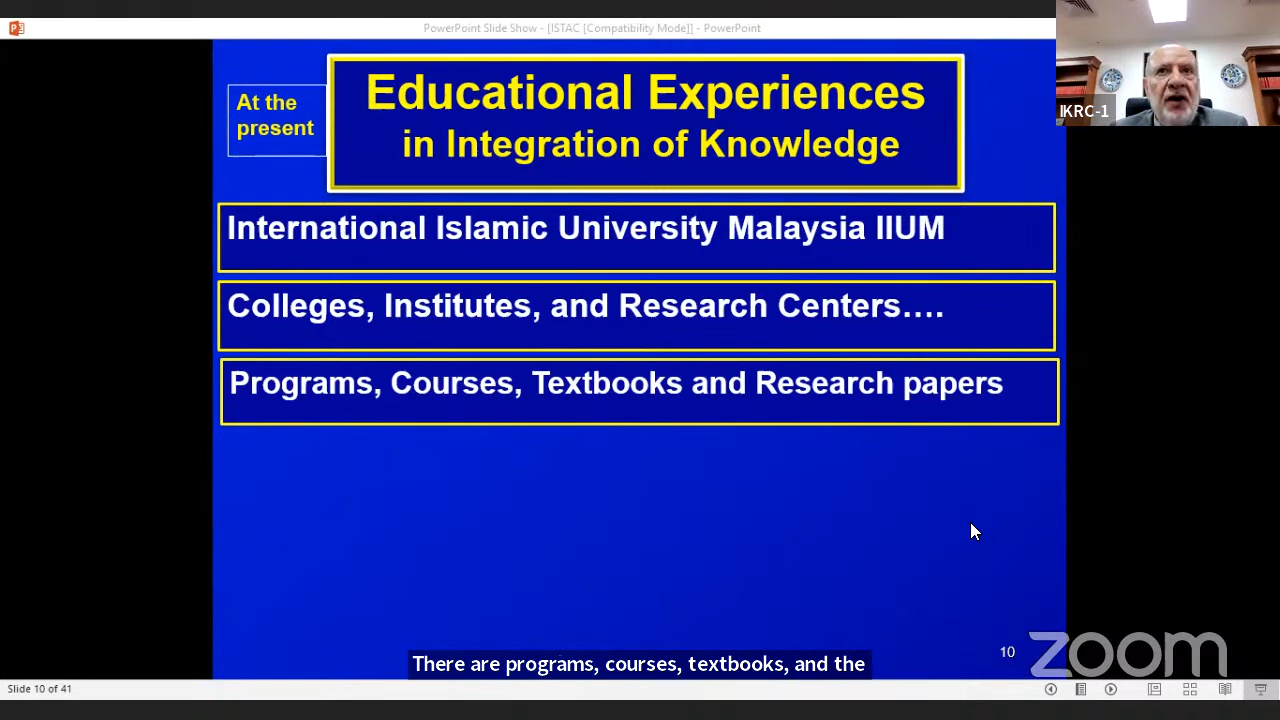 PowerPoint Slide Show - [ISTAC [Compatibility Mode]] - PowerPoint
IKRC-1
At the
present
Educational Experiences
in Integration of Knowledge
International Islamic University Malaysia IIUM
Colleges, Institutes, and Research Centers….
Programs, Courses, Textbooks and Research papers
There are programs, courses, textbooks, and the
10
zoom
Slide 10 of 41